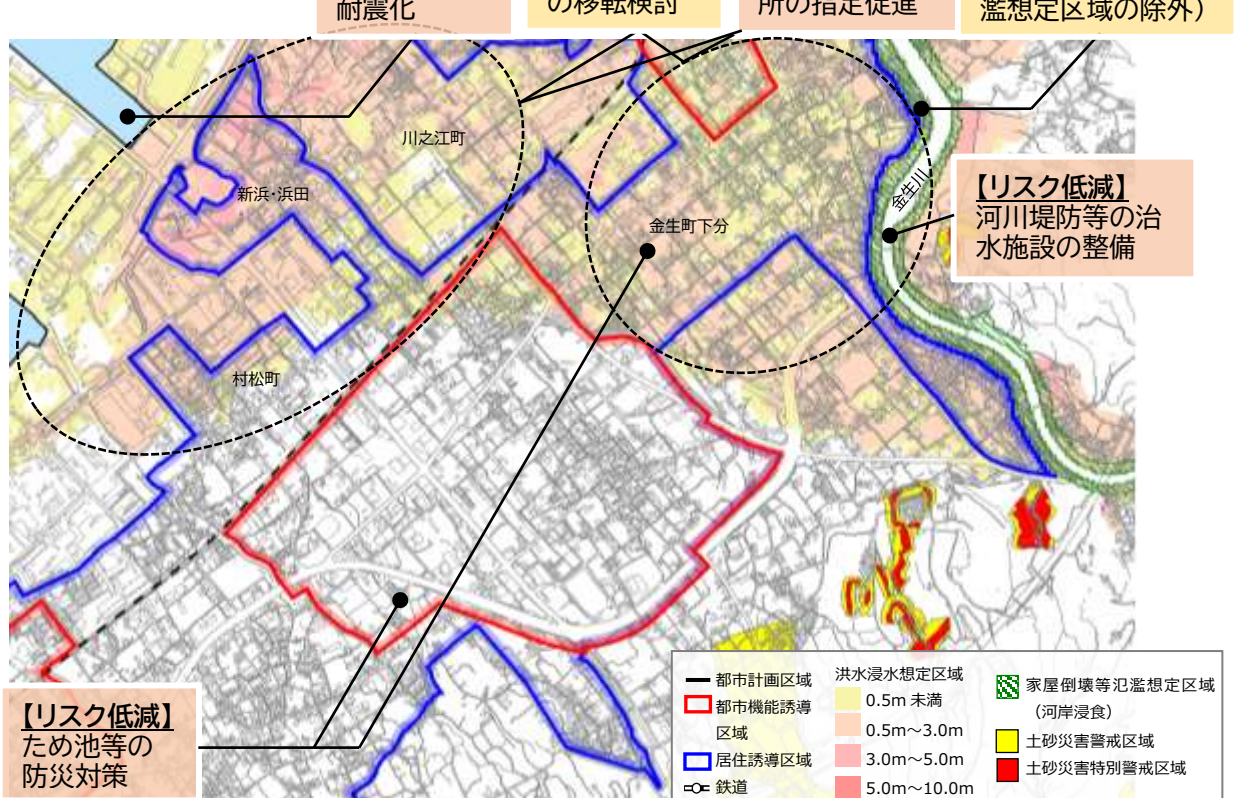 耐震化
の移転検討
所の指定促進
濫想定区域の除外）
川之江町
新浜・浜田
金生川
金生町下分
【リスク低減】
河川堤防等の治
水施設の整備
村松町
【リスク低減】
ため池等の
防災対策
都市計画区域
都市機能誘導
区域
居住誘導区域
鉄道
洪水浸水想定区域
0.5m 未満
0.5m～3.0m
3.0m～5.0m
5.0m～10.0m
家屋倒壊等氾濫想定区域
（河岸浸食）
土砂災害警戒区域
土砂災害特別警戒区域